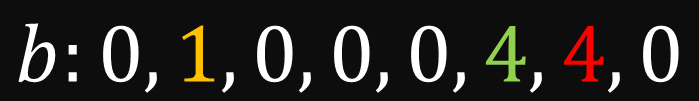 b: 0, 1, 0, 0, 0, 4, 4, 0